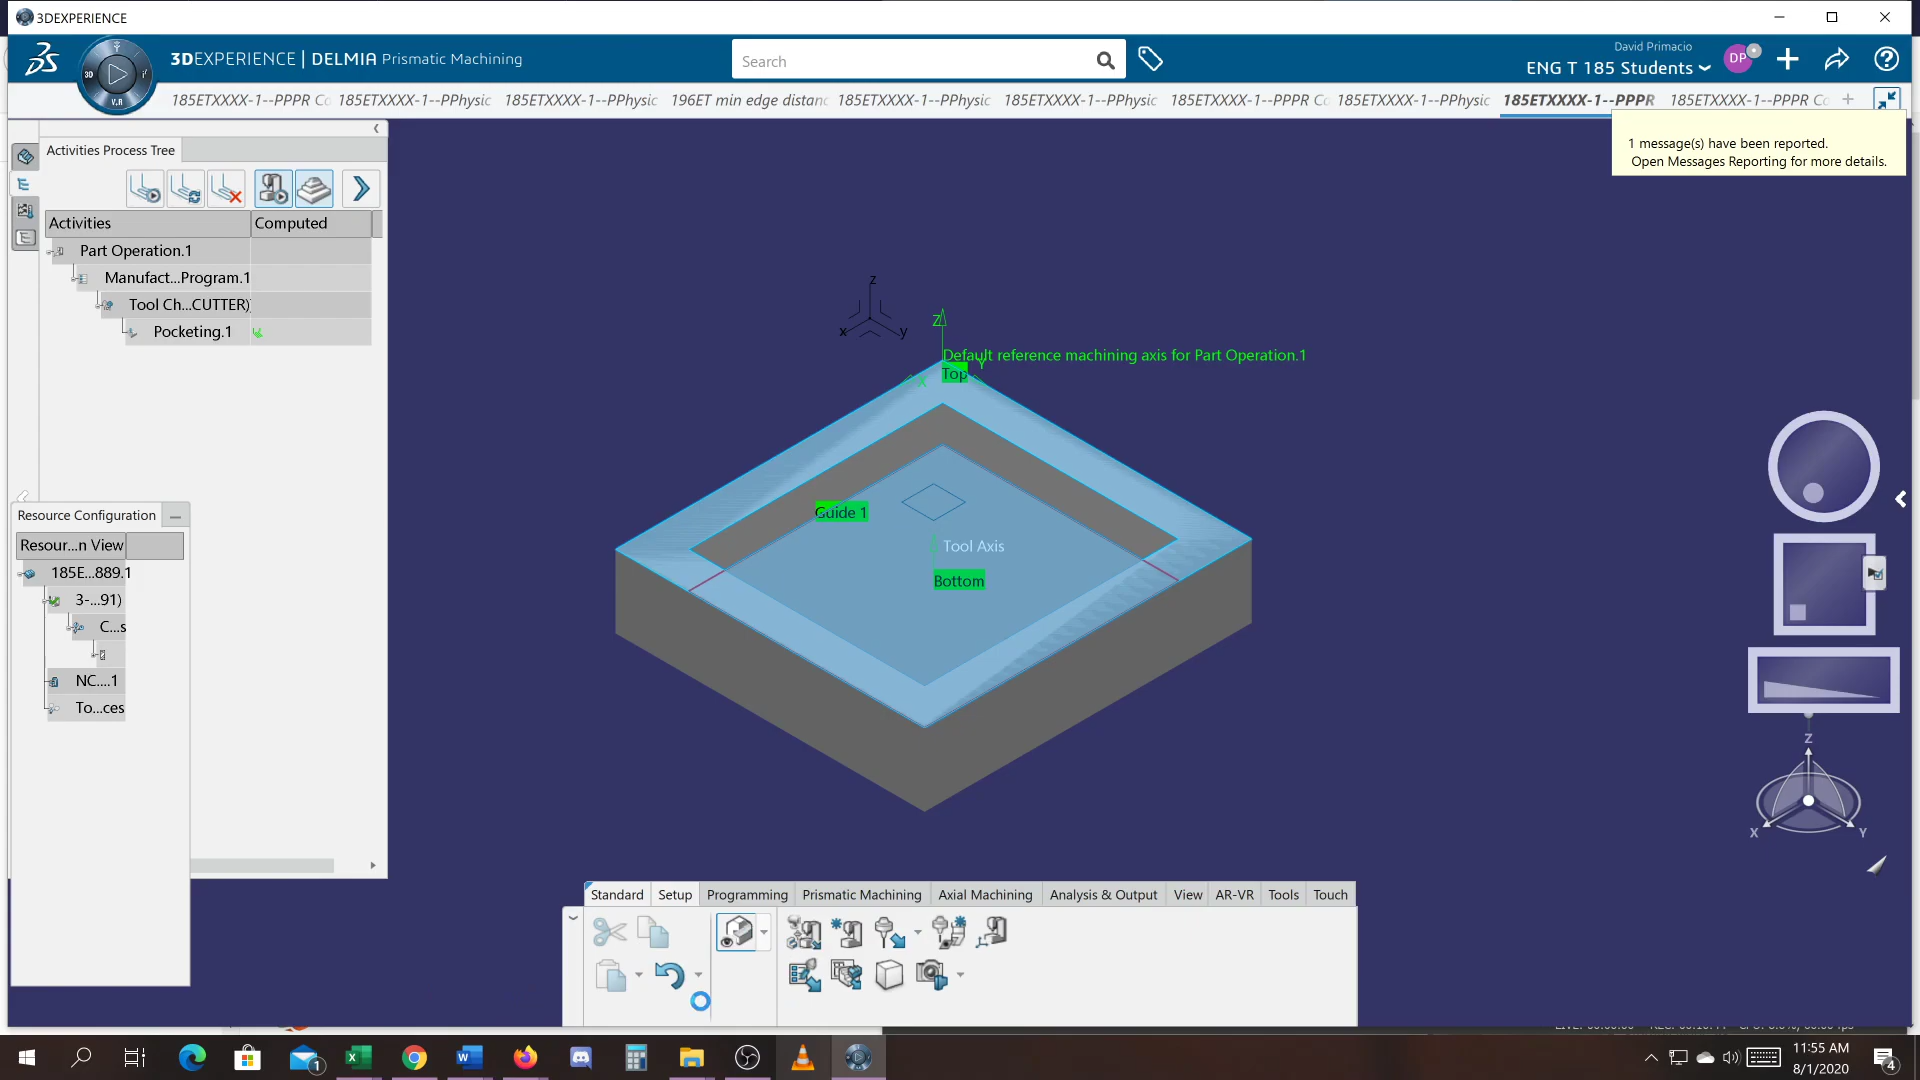 3DEXPERIENCE
3DEXPERIENCE | DELMIA Prismatic Machining
Search
David Primacio
ENG T 185 Students
DP
3D
V.R
185ETXXXX-1--PPPR Co
185ETXXXX-1--PPhysic
185ETXXXX-1--PPhysic
196ET min edge distanc
185ETXXXX-1--PPhysic
185ETXXXX-1--PPhysic
185ETXXXX-1--PPPR Co
185ETXXXX-1--PPhysic
185ETXXXX-1--PPPR
185ETXXXX-1--PPPR Co
1 message(s) have been reported.
Open Messages Reporting for more details.
Activities Process Tree
Activities
Computed
Part Operation.1
Manufact...Program.1
Tool Ch...CUTTER)
Pocketing.1
Resource Configuration
Resour...n View
185E...889.1
3-...91)
C...s
NC....1
To...ces
z
x
y
Z
Default reference machining axis for Part Operation.1
Y
Top
X
Guide 1
Tool Axis
Bottom
Z
X
Y
Standard
Setup
Programming
Prismatic Machining
Axial Machining
Analysis & Output
View
AR-VR
Tools
Touch
1
11:55 AM
8/1/2020
4